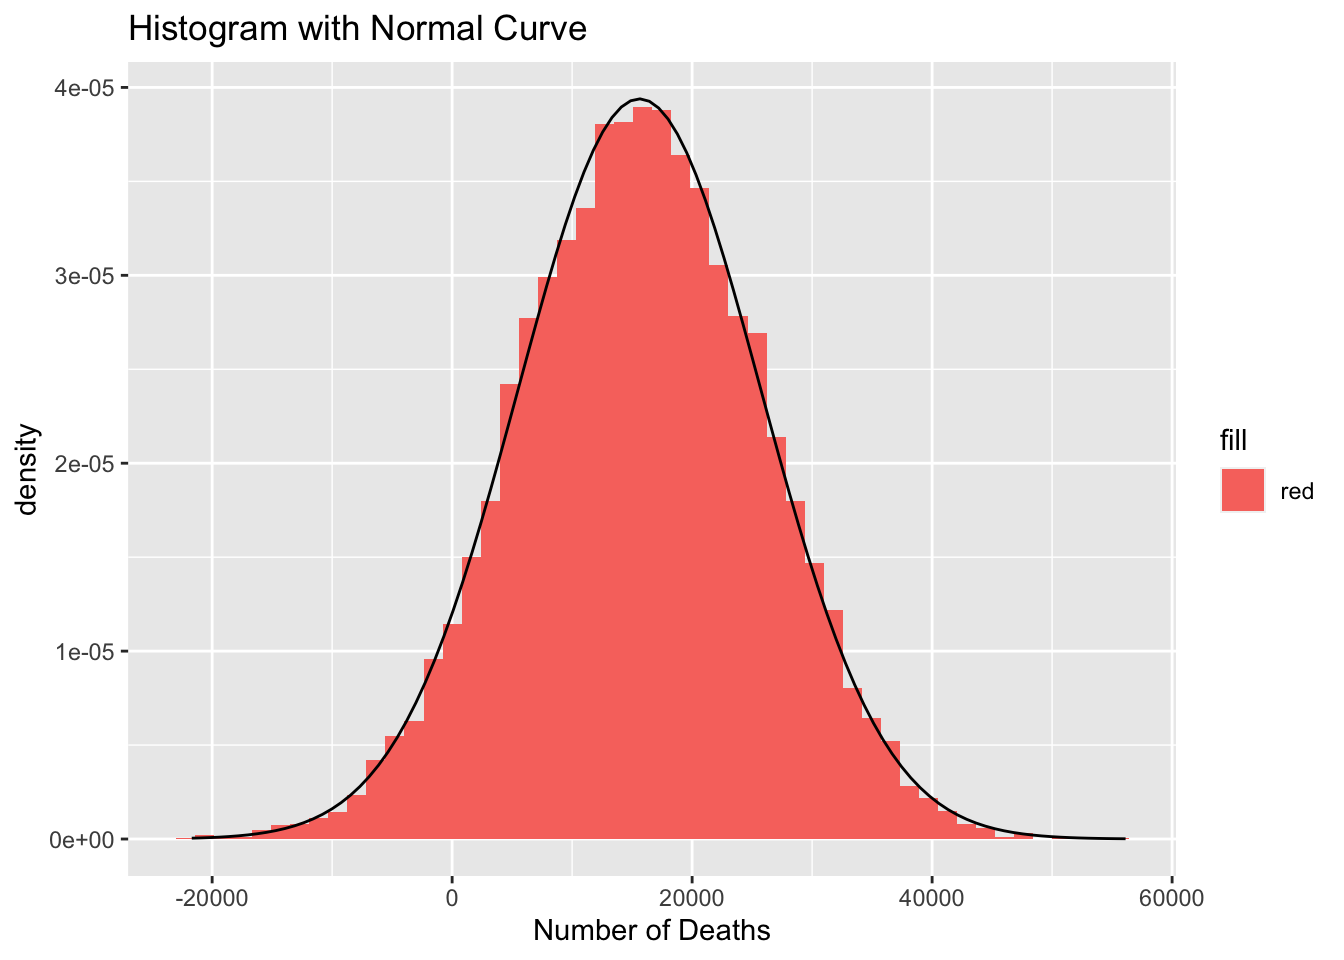 Histogram with Normal Curve
4e-05
3e-05
2e-05
1e-05
0e+00
density
-20000 0 20000 40000 60000
Number of Deaths
fill
red